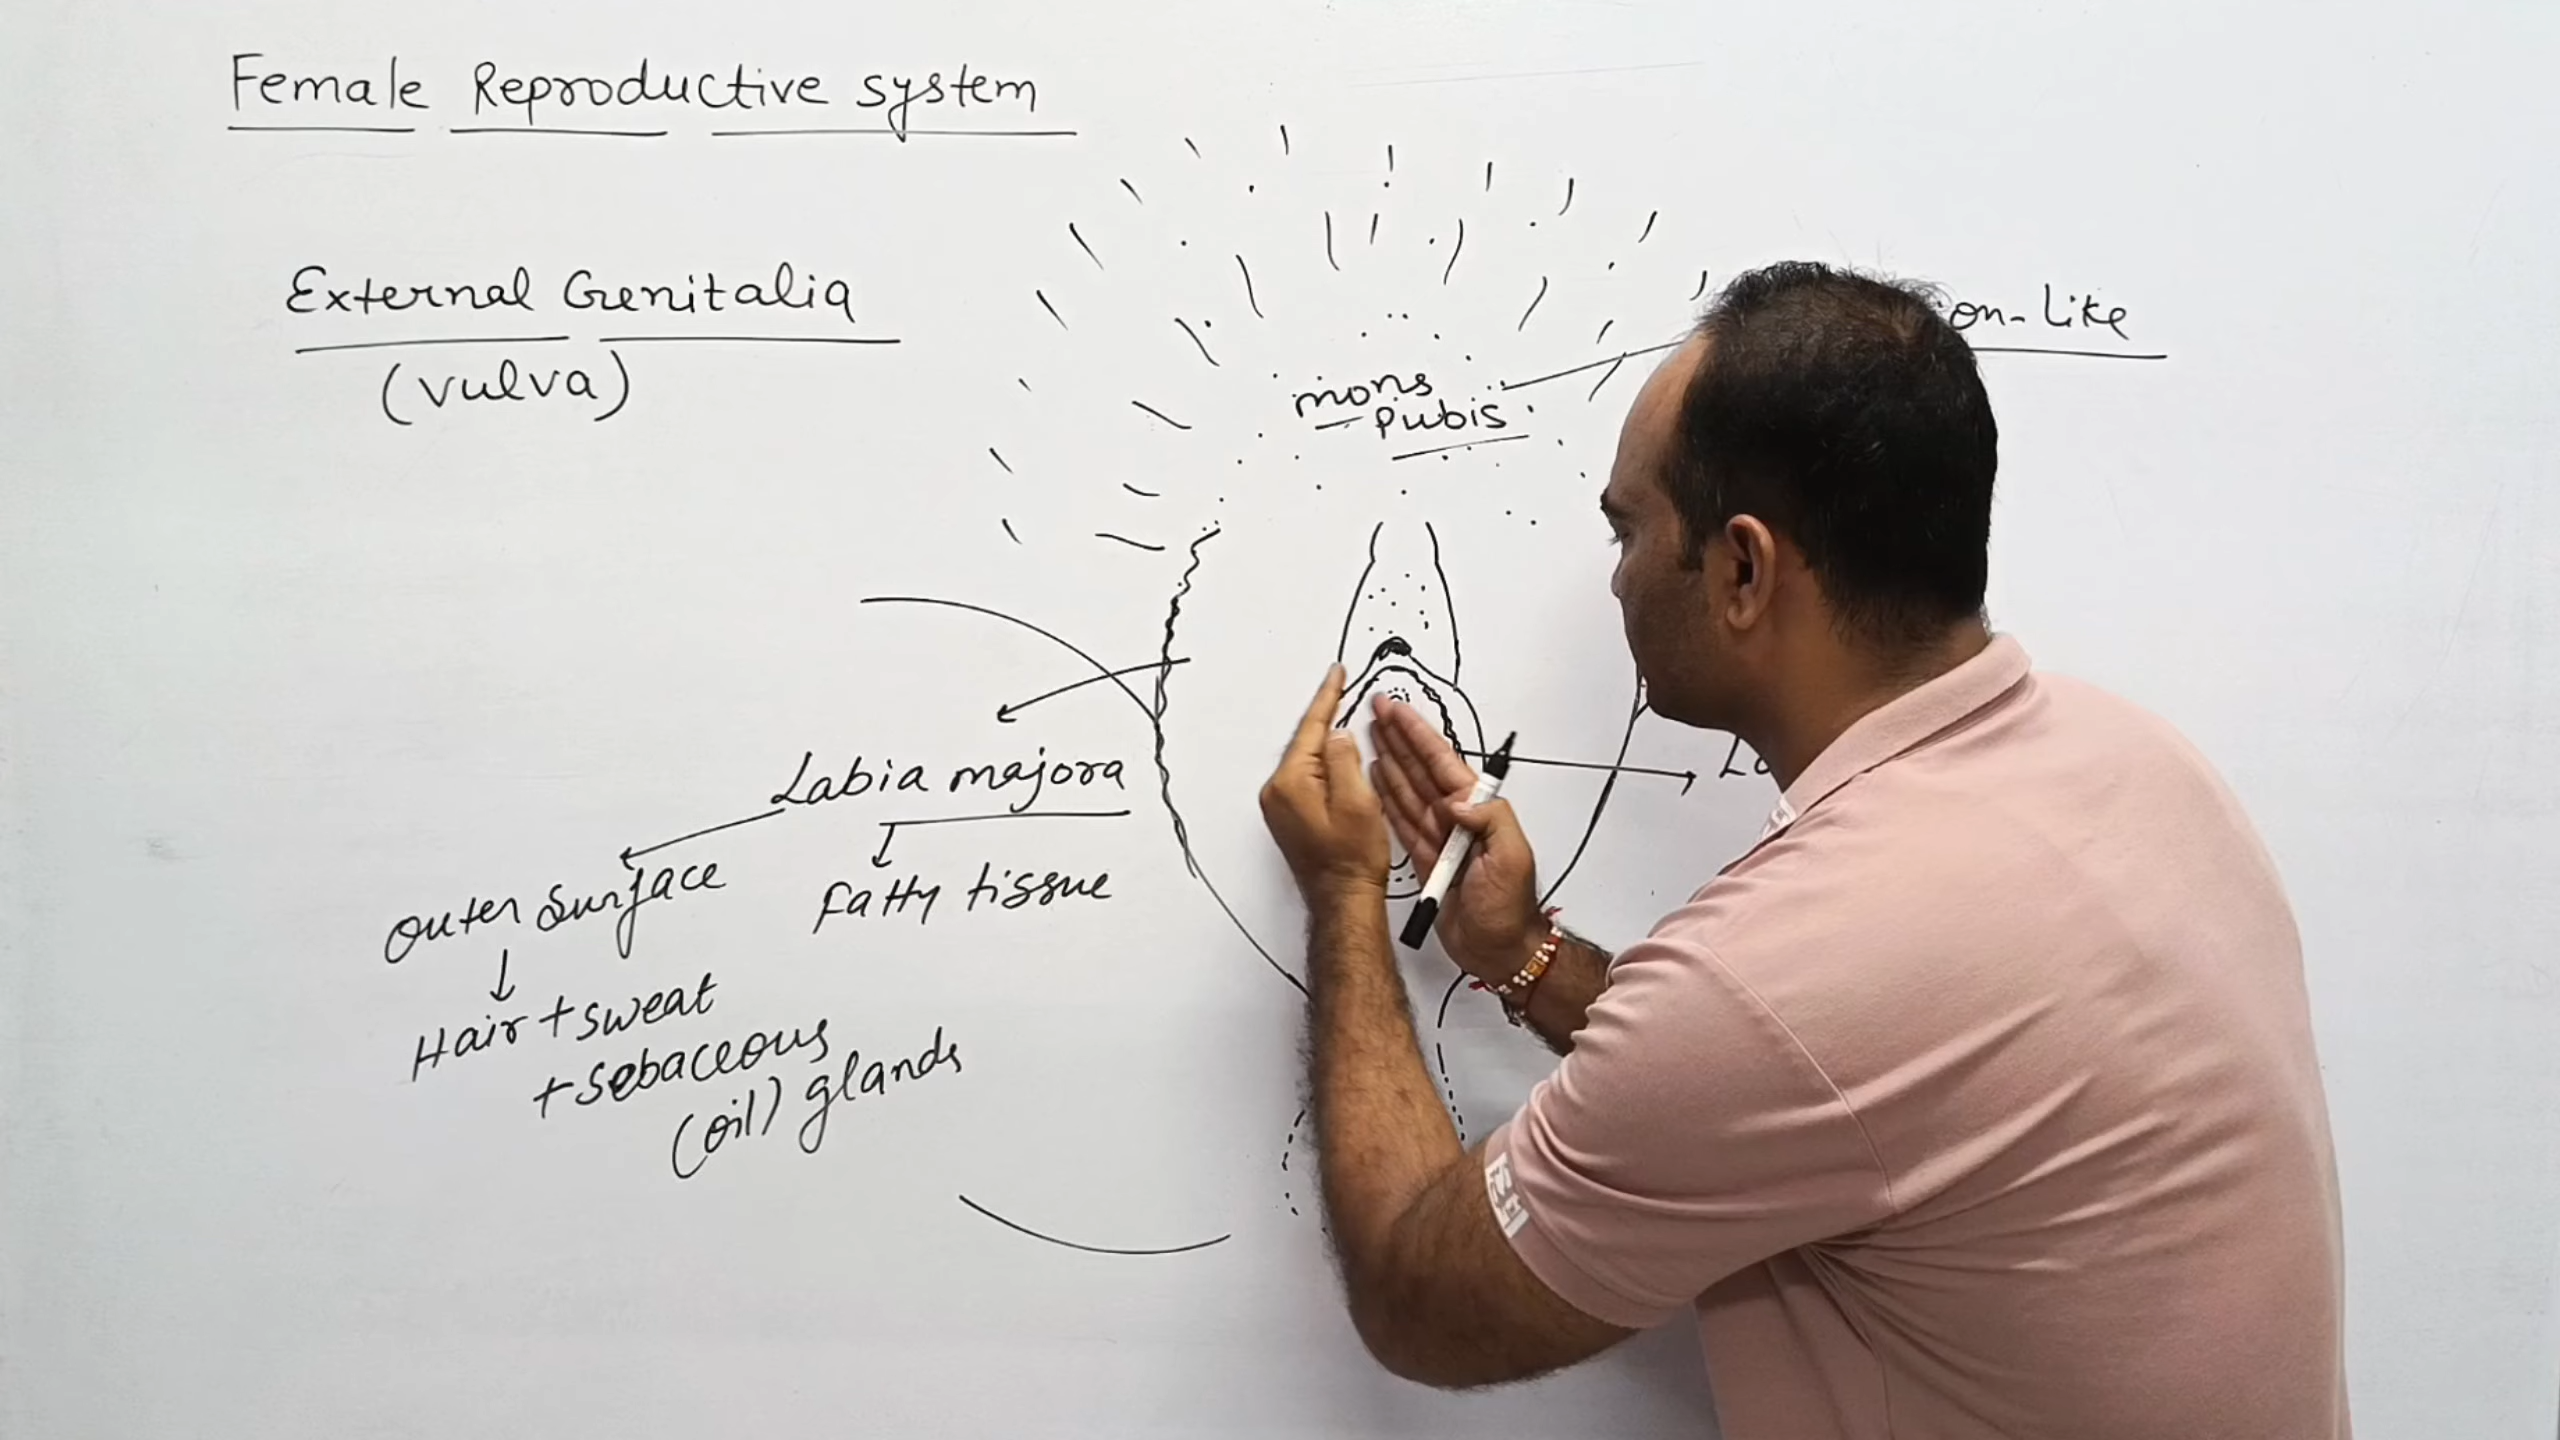 Female Reproductive system
External Genitalia
(vulva)
on-Like
mons
pubis
Labia majora
outer surface
Fatty tissue
Hair + sweat
+ sebaceous
(oil) glands